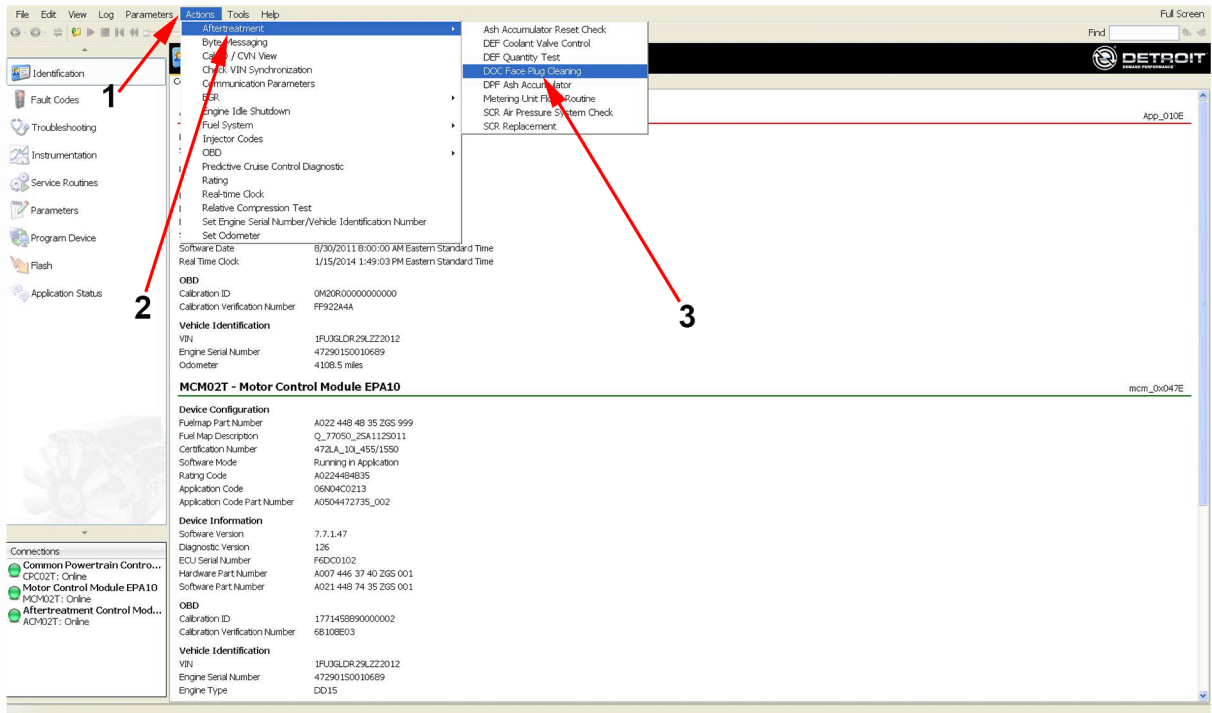 File Edit View Log Parameters Actions Tools Help Full Screen
Find
DETROIT
DEMAND PERFORMANCE
Identification
Fault Codes
Troubleshooting
Instrumentation
Service Routines
Parameters
Program Device
Flash
Application Status
1
2
3
Aftertreatment
Byte Messaging
CVN View
Check VIN Synchronization
Communication Parameters
EGR
Engine Idle Shutdown
Fuel System
Injector Codes
OBD
Predictive Cruise Control Diagnostic
Rating
Real-time Clock
Relative Compression Test
Set Engine Serial Number/Vehicle Identification Number
Set Odometer
Ash Accumulator Reset Check
DEF Coolant Valve Control
DEF Quantity Test
DOC Face Plug Cleaning
DPF Ash Accumulator
Metering Unit Routine
SCR Air Pressure System Check
SCR Replacement
App_010E
Software Date 8/30/2011 8:00:00 AM Eastern Standard Time
Real Time Clock 1/15/2014 1:49:03 PM Eastern Standard Time
OBD
Calibration ID 0M20R00000000000
Calibration Verification Number FF922A4A
Vehicle Identification
VIN 1FUJGLDR29LZZ2012
Engine Serial Number 472901S0010689
Odometer 4108.5 miles
MCM02T - Motor Control Module EPA10 mcm_0x047E
Device Configuration
Fuelmap Part Number A022 448 48 35 ZGS 999
Fuel Map Description Q_77050_2SA112S011
Certification Number 472LA_10i_455/1550
Software Mode Running in Application
Rating Code A0224484835
Application Code 06N04C0213
Application Code Part Number A0504472735_002
Device Information
Software Version 7.7.1.47
Diagnostic Version 126
ECU Serial Number F6DC0102
Hardware Part Number A007 446 37 40 ZGS 001
Software Part Number A021 448 74 35 ZGS 001
OBD
Calibration ID 1771458890000002
Calibration Verification Number 6B108E03
Vehicle Identification
VIN 1FUJGLDR29LZZ2012
Engine Serial Number 472901S0010689
Engine Type DD15
Connections
Common Powertrain Contro...
CPC02T: Online
Motor Control Module EPA10
MCM02T: Online
Aftertreatment Control Mod...
ACM02T: Online